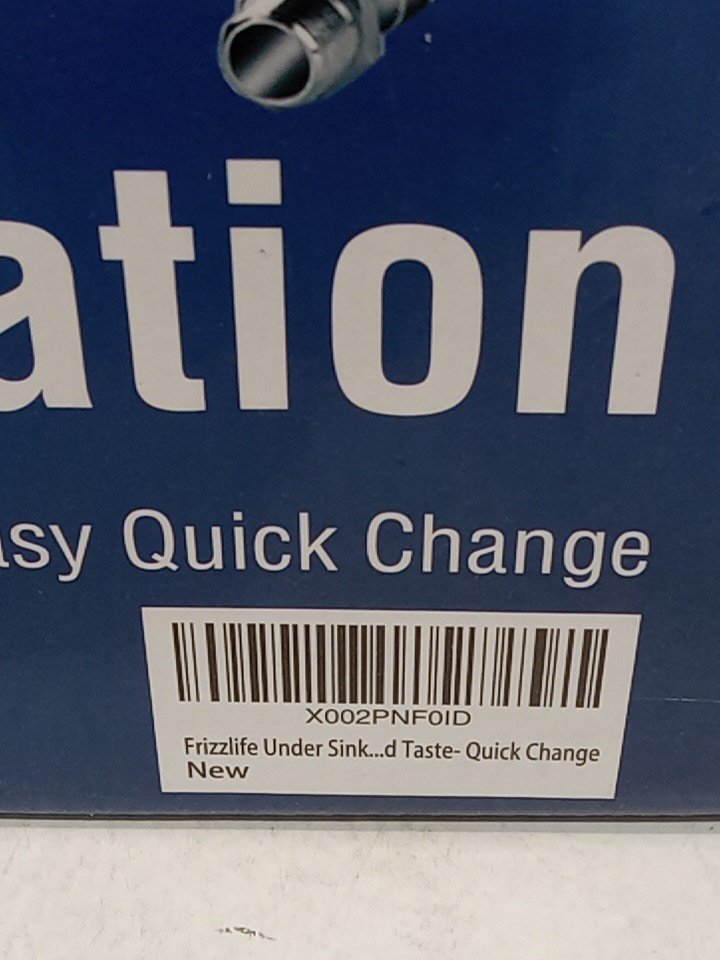 ation
asy Quick Change
X002PNF0ID
Frizzlife Under Sink...d Taste- Quick Change
New